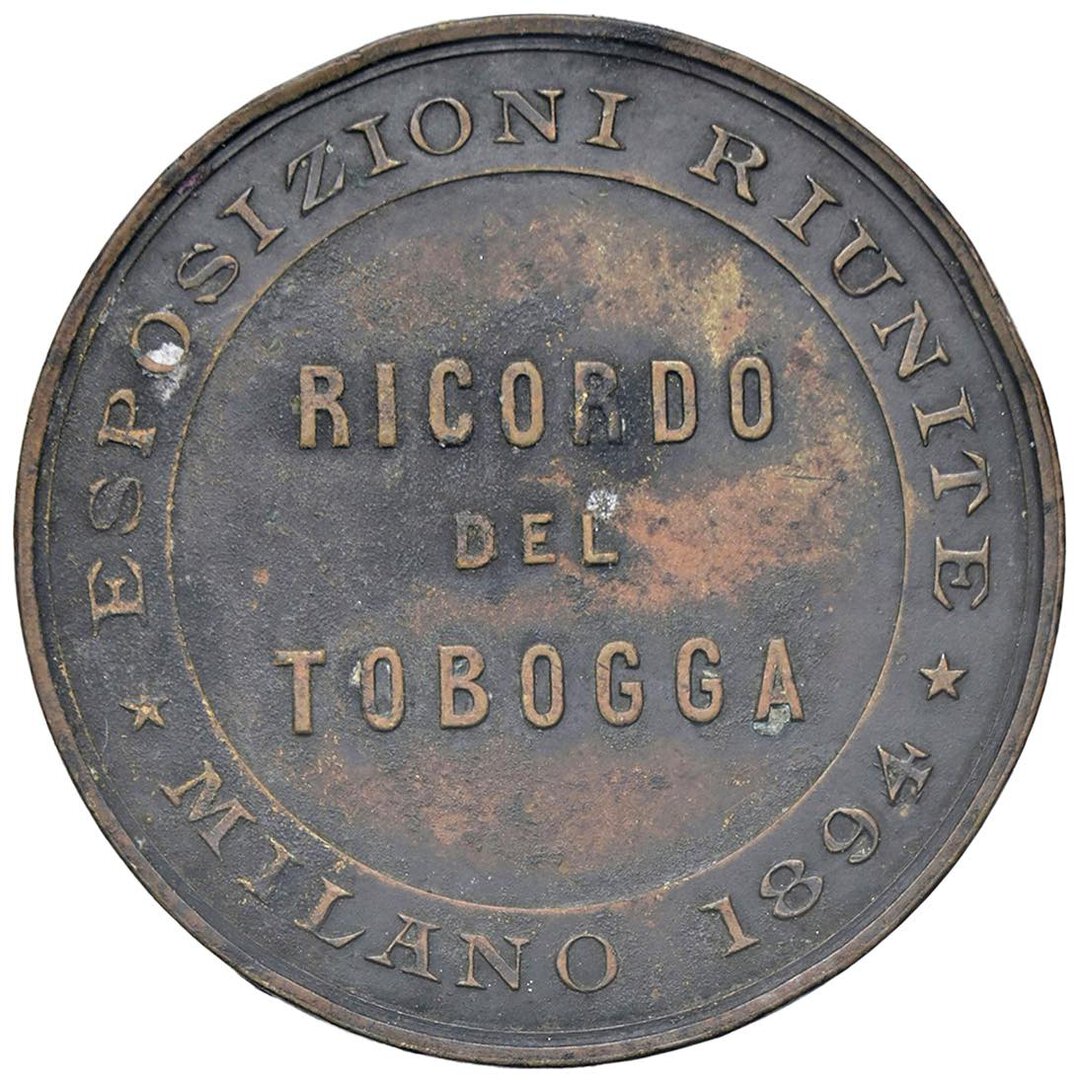 ESPOSIZIONI RIUNITE
RICORDO
DEL
TOBOGGA
MILANO 1894